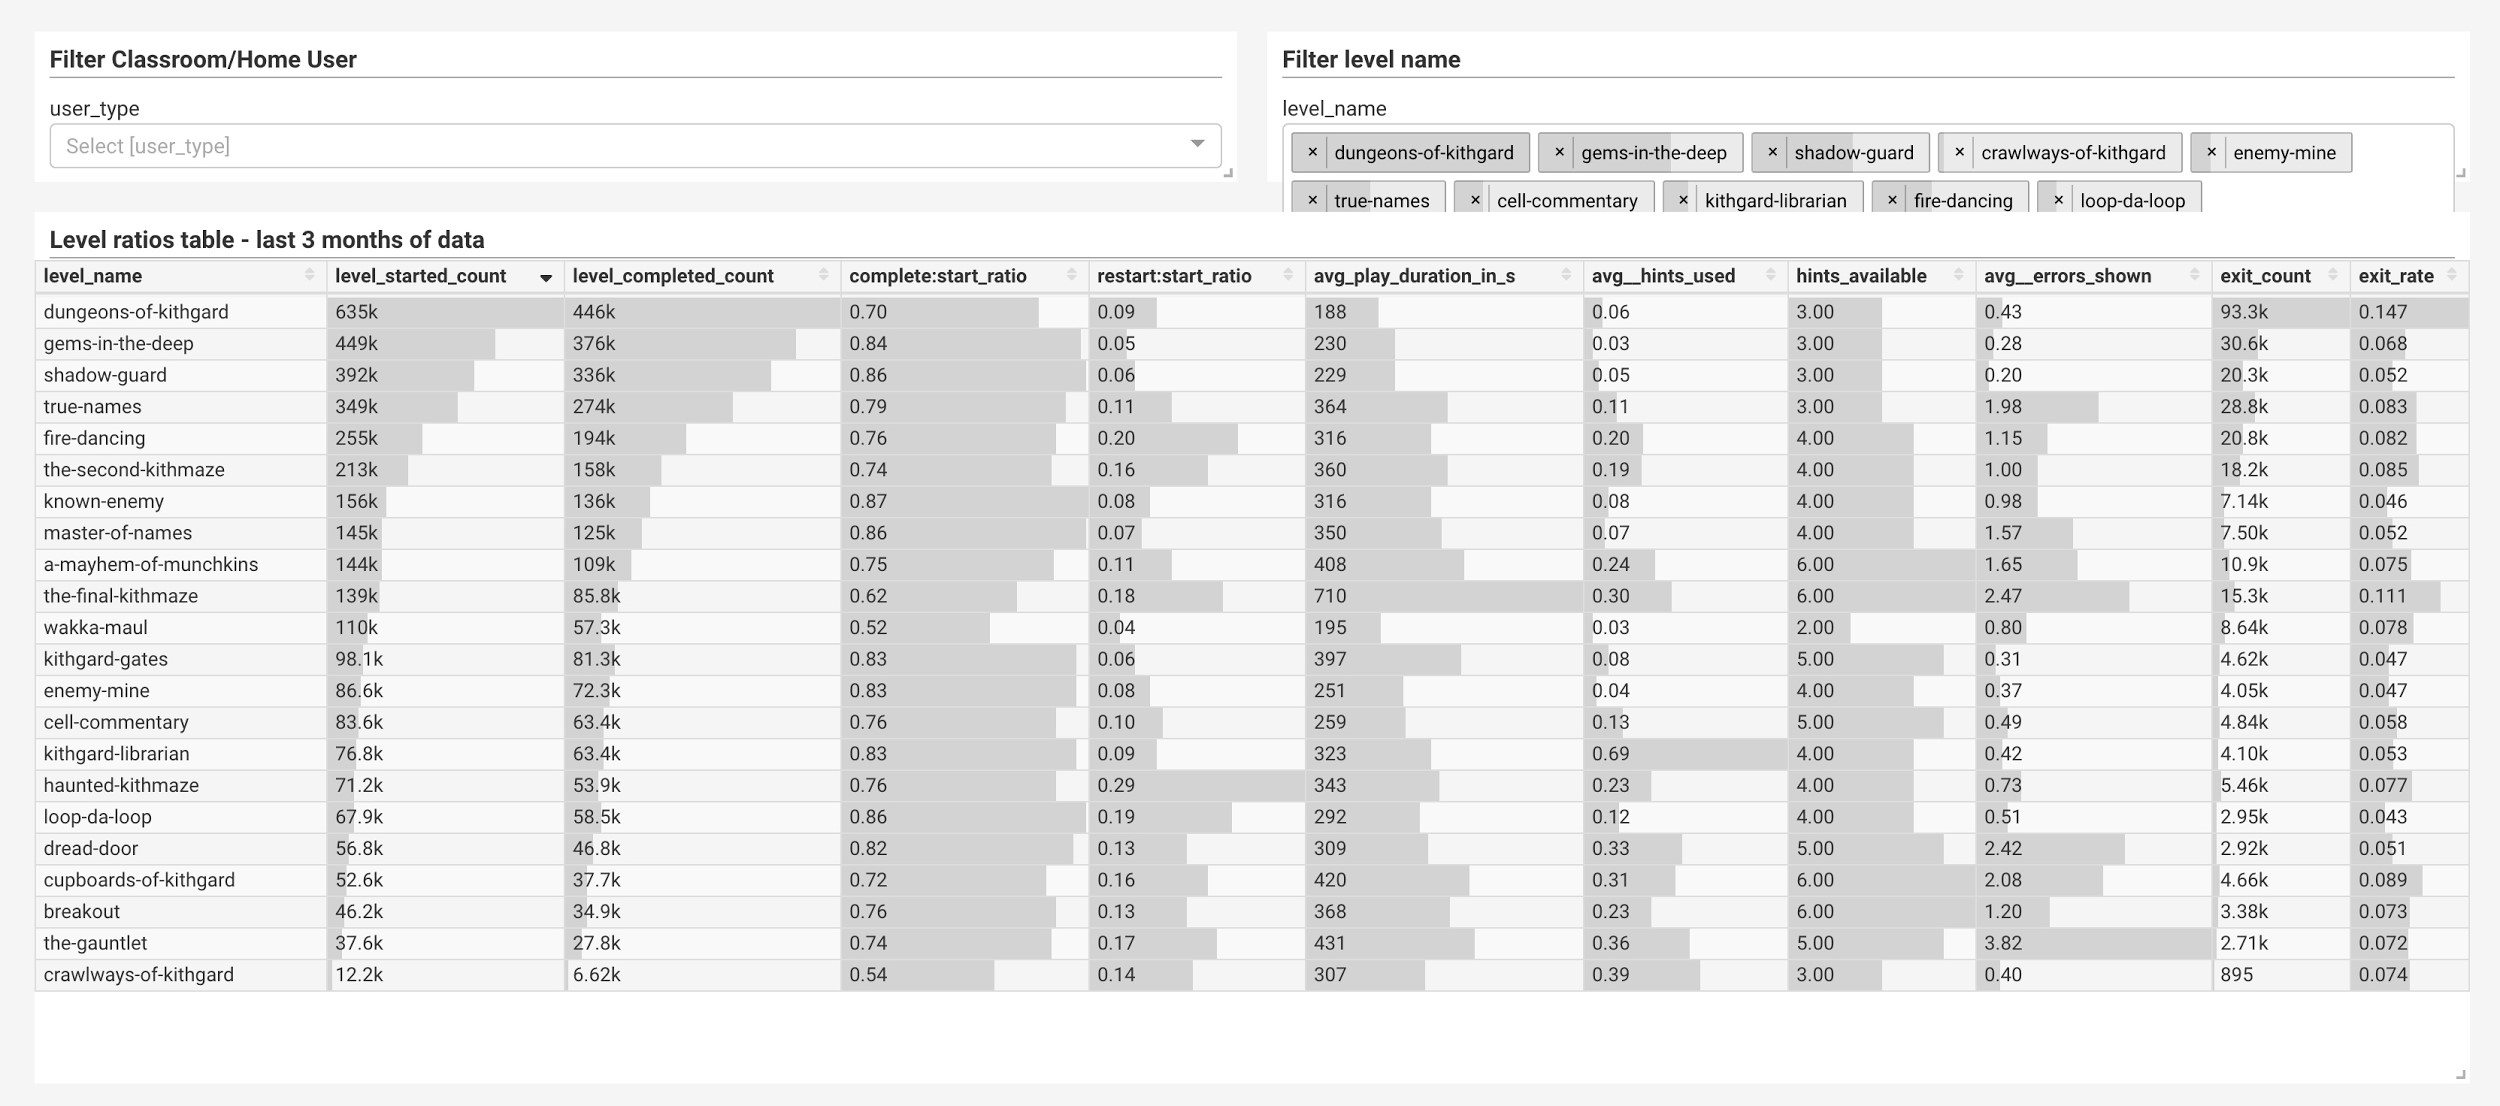 Filter Classroom/Home User
user_type
Select [user_type]
Filter level name
level_name
× dungeons-of-kithgard × gems-in-the-deep × shadow-guard × crawlways-of-kithgard × enemy-mine
× true-names × cell-commentary × kithgard-librarian × fire-dancing × loop-da-loop
Level ratios table - last 3 months of data
level_name level_started_count level_completed_count complete:start_ratio restart:start_ratio avg_play_duration_in_s avg__hints_used hints_available avg__errors_shown exit_count exit_rate
dungeons-of-kithgard 635k 446k 0.70 0.09 188 0.06 3.00 0.43 93.3k 0.147
gems-in-the-deep 449k 376k 0.84 0.05 230 0.03 3.00 0.28 30.6k 0.068
shadow-guard 392k 336k 0.86 0.06 229 0.05 3.00 0.20 20.3k 0.052
true-names 349k 274k 0.79 0.11 364 0.11 3.00 1.98 28.8k 0.083
fire-dancing 255k 194k 0.76 0.20 316 0.20 4.00 1.15 20.8k 0.082
the-second-kithmaze 213k 158k 0.74 0.16 360 0.19 4.00 1.00 18.2k 0.085
known-enemy 156k 136k 0.87 0.08 316 0.08 4.00 0.98 7.14k 0.046
master-of-names 145k 125k 0.86 0.07 350 0.07 4.00 1.57 7.50k 0.052
a-mayhem-of-munchkins 144k 109k 0.75 0.11 408 0.24 6.00 1.65 10.9k 0.075
the-final-kithmaze 139k 85.8k 0.62 0.18 710 0.30 6.00 2.47 15.3k 0.111
wakka-maul 110k 57.3k 0.52 0.04 195 0.03 2.00 0.80 8.64k 0.078
kithgard-gates 98.1k 81.3k 0.83 0.06 397 0.08 5.00 0.31 4.62k 0.047
enemy-mine 86.6k 72.3k 0.83 0.08 251 0.04 4.00 0.37 4.05k 0.047
cell-commentary 83.6k 63.4k 0.76 0.10 259 0.13 5.00 0.49 4.84k 0.058
kithgard-librarian 76.8k 63.4k 0.83 0.09 323 0.69 4.00 0.42 4.10k 0.053
haunted-kithmaze 71.2k 53.9k 0.76 0.29 343 0.23 4.00 0.73 5.46k 0.077
loop-da-loop 67.9k 58.5k 0.86 0.19 292 0.12 4.00 0.51 2.95k 0.043
dread-door 56.8k 46.8k 0.82 0.13 309 0.33 5.00 2.42 2.92k 0.051
cupboards-of-kithgard 52.6k 37.7k 0.72 0.16 420 0.31 6.00 2.08 4.66k 0.089
breakout 46.2k 34.9k 0.76 0.13 368 0.23 6.00 1.20 3.38k 0.073
the-gauntlet 37.6k 27.8k 0.74 0.17 431 0.36 5.00 3.82 2.71k 0.072
crawlways-of-kithgard 12.2k 6.62k 0.54 0.14 307 0.39 3.00 0.40 895 0.074